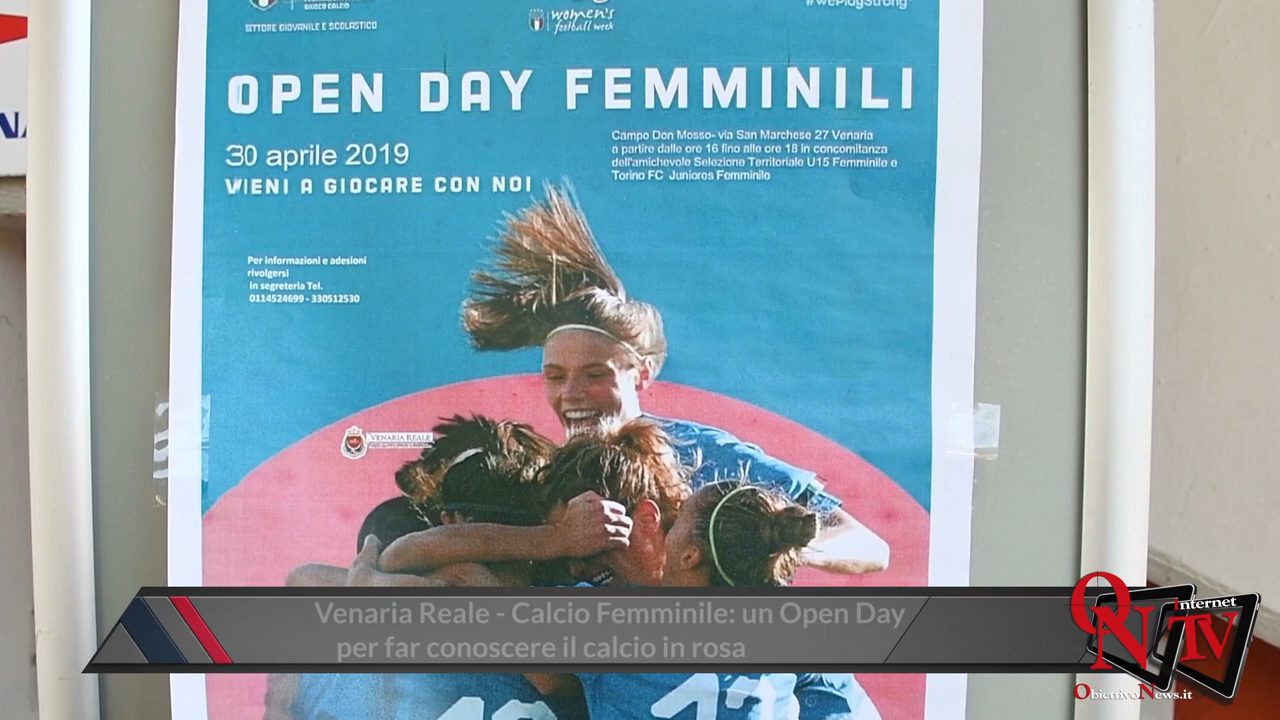 GIUOCO CALCIO
SETTORE GIOVANILE E SCOLASTICO
women's
football week
#WePlayStrong
OPEN DAY FEMMINILI
30 aprile 2019
VIENI A GIOCARE CON NOI
Campo Don Mosso- via San Marchese 27 Venaria
a partire dalle ore 16 fino alle ore 18 in concomitanza
dell'amichevole Selezione Territoriale U15 Femminile e
Torino FC Juniores Femminile
Per informazioni e adesioni
rivolgersi
in segreteria Tel.
0114524699 - 330512530
VENARIA REALE
Venaria Reale - Calcio Femminile: un Open Day
per far conoscere il calcio in rosa
ON
Internet
TV
ObiettivoNews.it